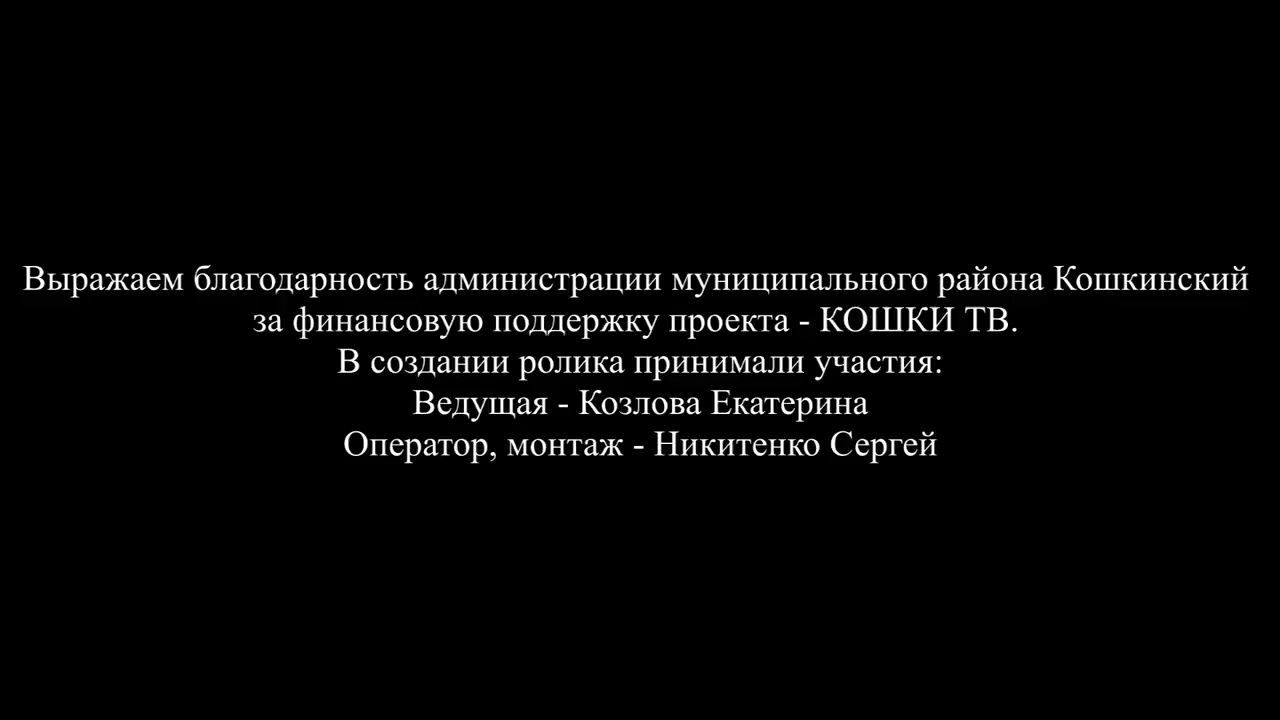 Выражаем благодарность администрации муниципального района Кошкинский
за финансовую поддержку проекта - КОШКИ ТВ.
В создании ролика принимали участия:
Ведущая - Козлова Екатерина
Оператор, монтаж - Никитенко Сергей